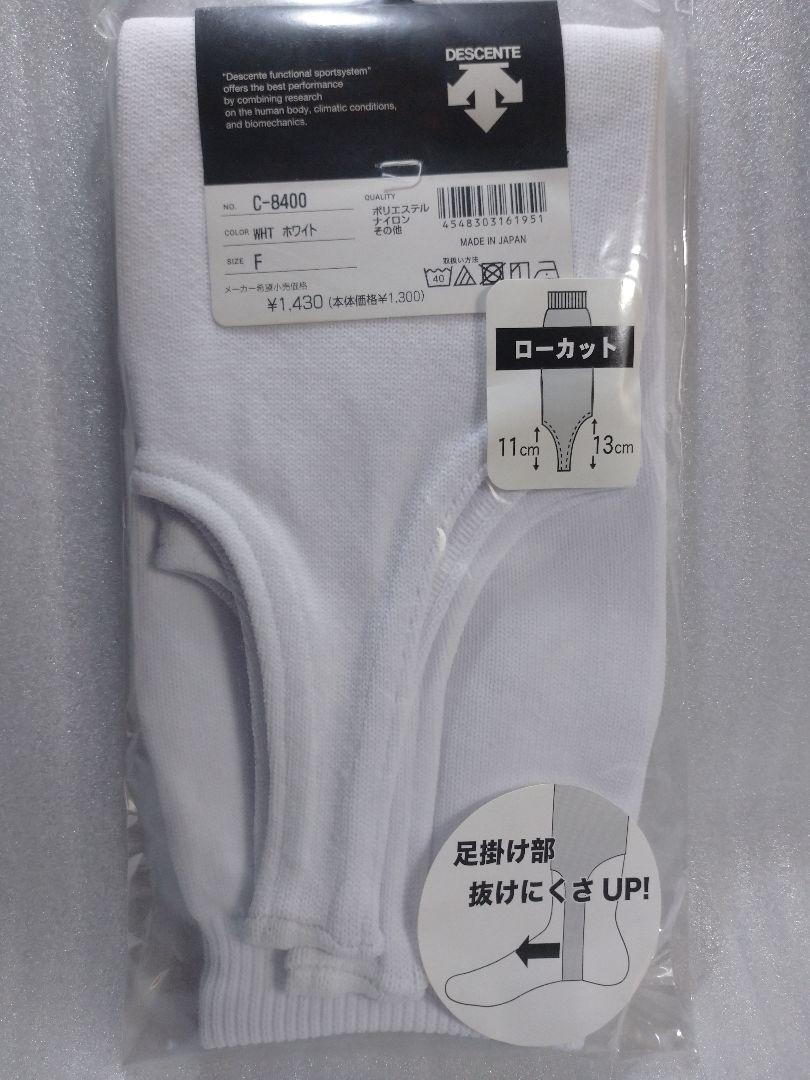 "Descente functional sportsystem"
offers the best performance
by combining research
on the human body, climatic conditions,
and biomechanics.
DESCENTE
NO. C-8400
COLOR WHT ホワイト
SIZE F
QUALITY
ポリエステル
ナイロン
その他
4548303161951
MADE IN JAPAN
取扱い方法
40
メーカー希望小売価格
¥1,430 (本体価格¥1,300)
ローカット
11cm
13cm
足掛け部
抜けにくさ UP!